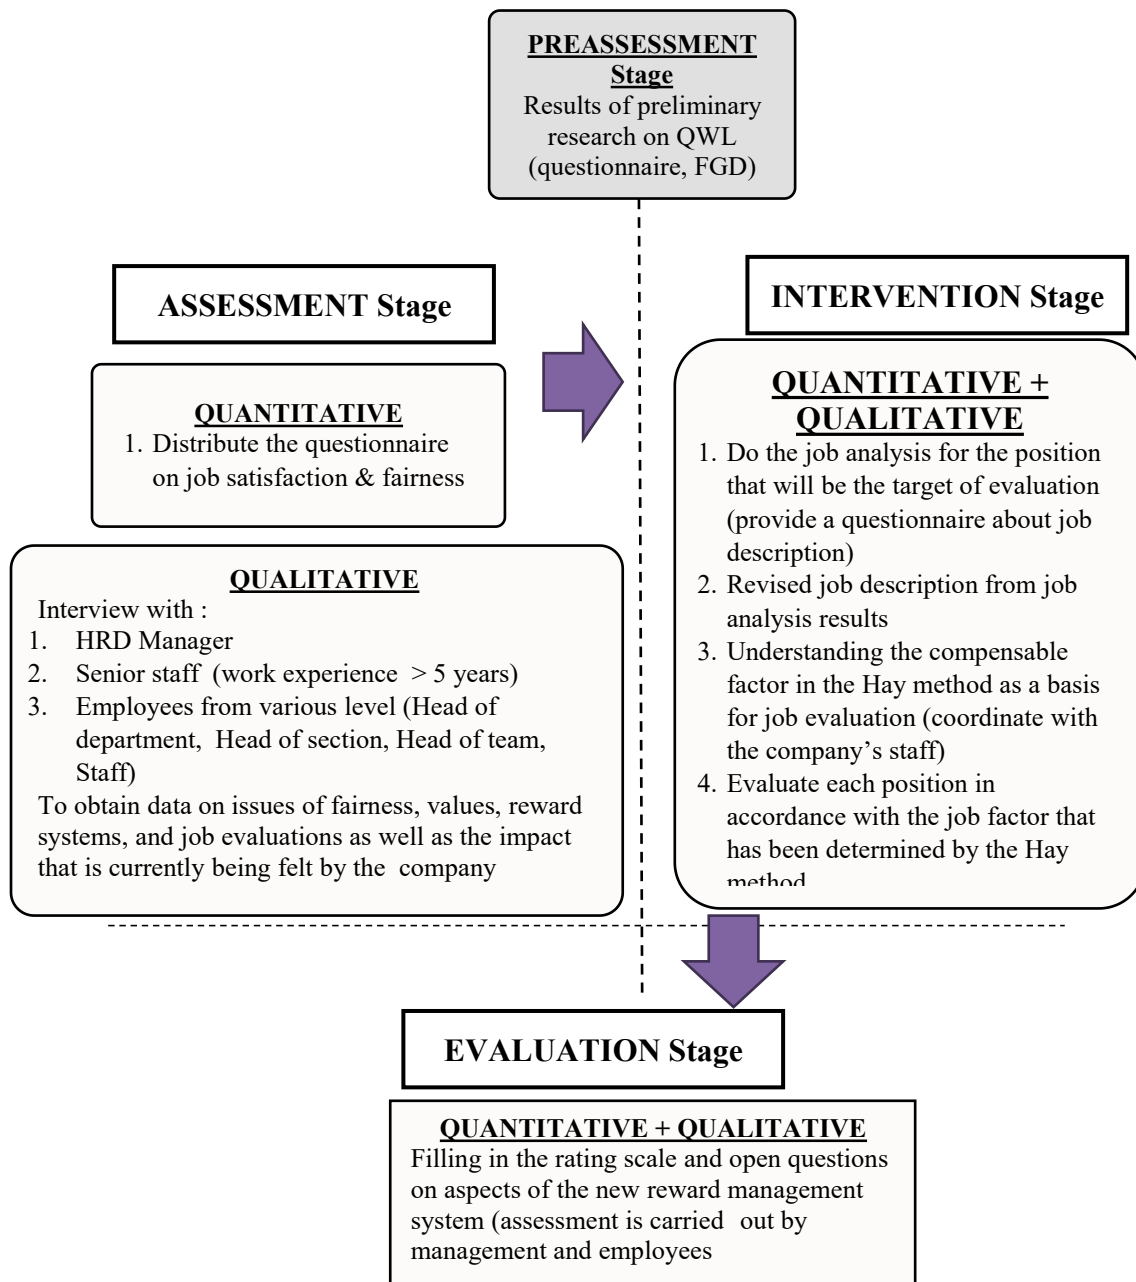 PREASSESSMENT
Stage
Results of preliminary
research on QWL
(questionnaire, FGD)
ASSESSMENT Stage
QUANTITATIVE
1. Distribute the questionnaire
on job satisfaction & fairness
QUALITATIVE
Interview with :
1. HRD Manager
2. Senior staff (work experience > 5 years)
3. Employees from various level (Head of
department, Head of section, Head of team,
Staff)
To obtain data on issues of fairness, values, reward
systems, and job evaluations as well as the impact
that is currently being felt by the company
INTERVENTION Stage
QUANTITATIVE +
QUALITATIVE
1. Do the job analysis for the position
that will be the target of evaluation
(provide a questionnaire about job
description)
2. Revised job description from job
analysis results
3. Understanding the compensable
factor in the Hay method as a basis
for job evaluation (coordinate with
the company's staff)
4. Evaluate each position in
accordance with the job factor that
has been determined by the Hay
method
EVALUATION Stage
QUANTITATIVE + QUALITATIVE
Filling in the rating scale and open questions
on aspects of the new reward management
system (assessment is carried out by
management and employees